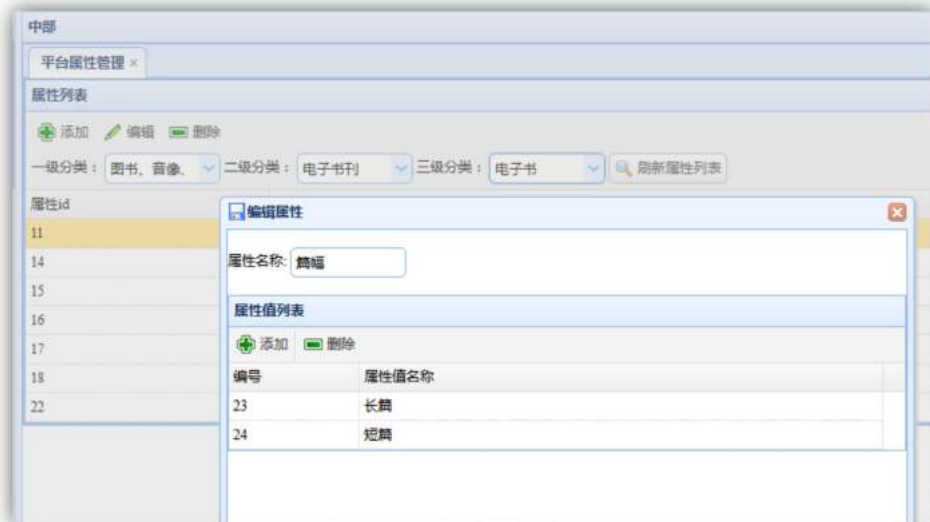 中部
平台属性管理 ×
属性列表
添加 编辑 删除
一级分类： 图书、音像、 二级分类： 电子书刊 三级分类： 电子书 刷新属性列表
属性id
11
14
15
16
17
18
22
编辑属性
属性名称: 篇幅
属性值列表
添加 删除
编号 属性值名称
23 长篇
24 短篇